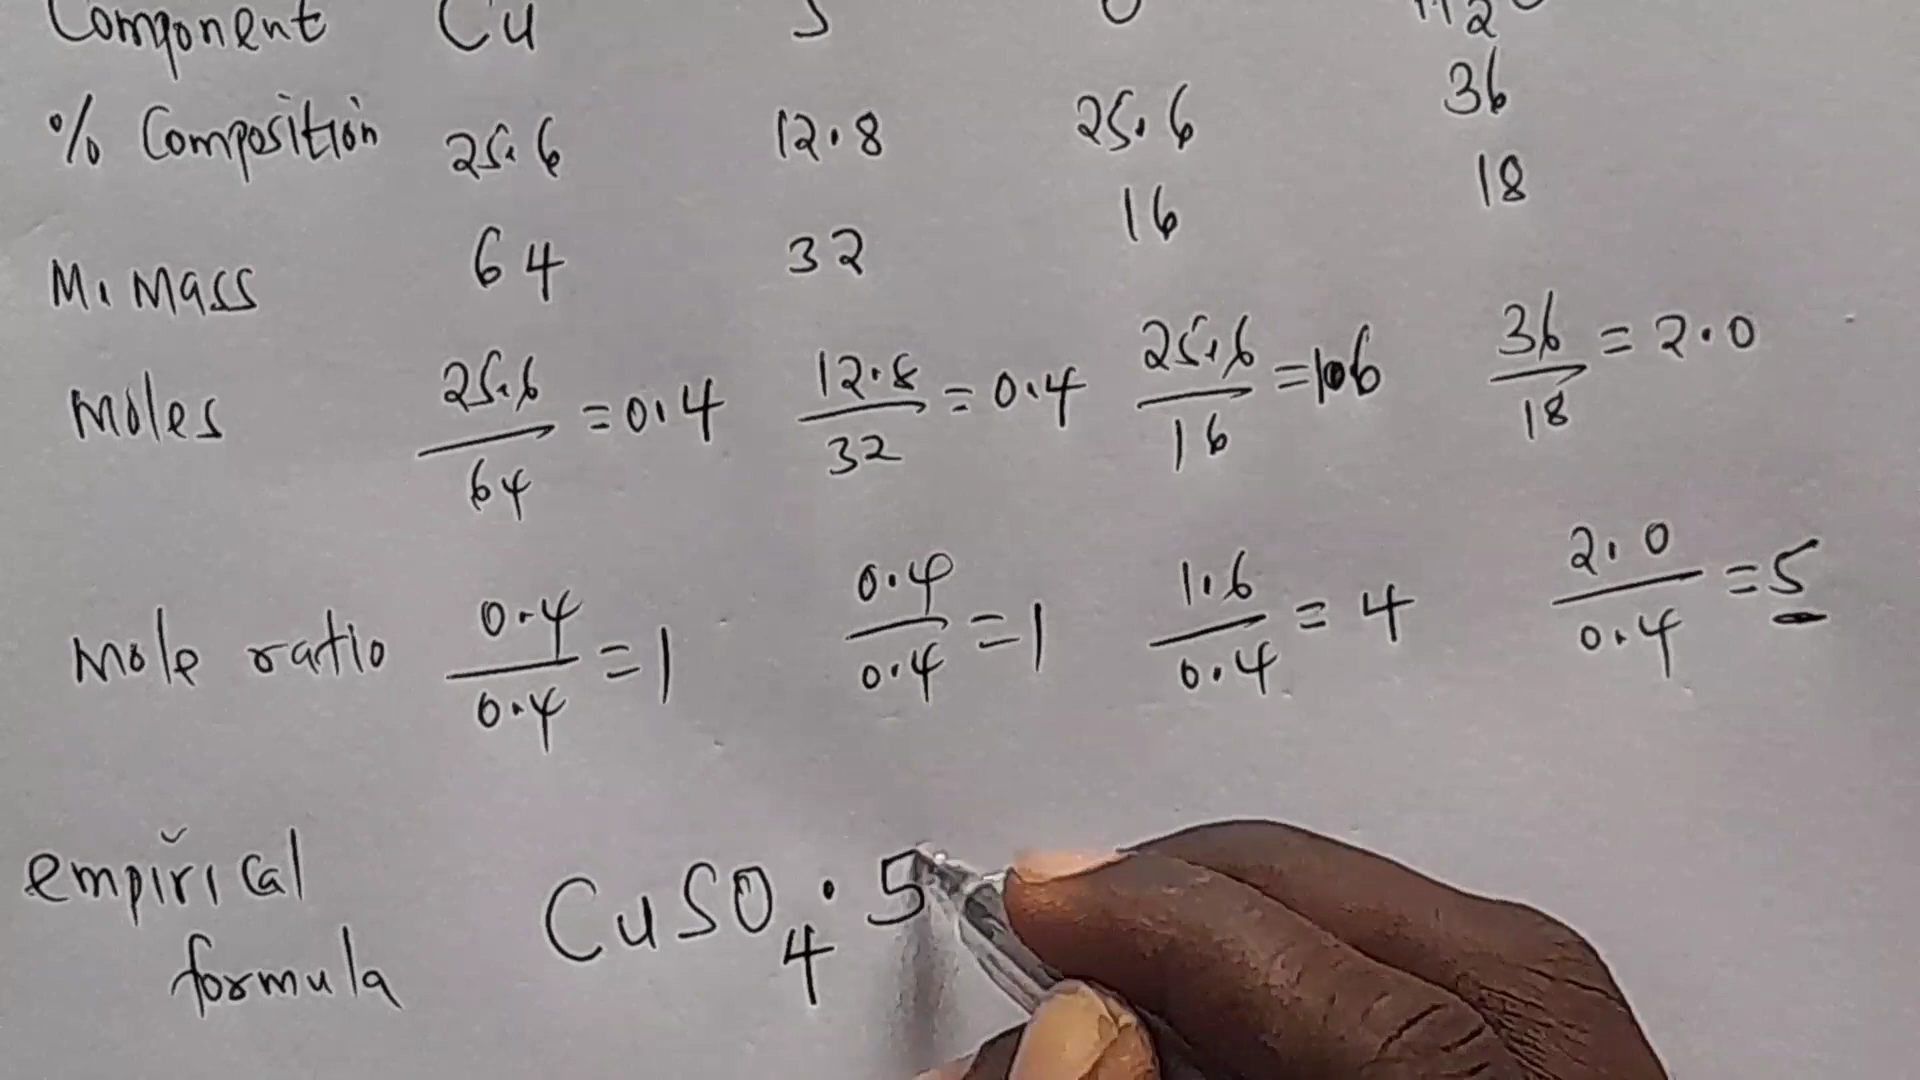 Component Cu S O H2O
% Composition 25.6 12.8 25.6 36
M. Mass 64 32 16 18
Moles 25.6/64 =0.4 12.8/32 = 0.4 25.6/16 =1.6 36/18 = 2.0
Mole ratio 0.4/0.4 =1 0.4/0.4 =1 1.6/0.4 = 4 2.0/0.4 =5
empirical
formula CuSO4.5